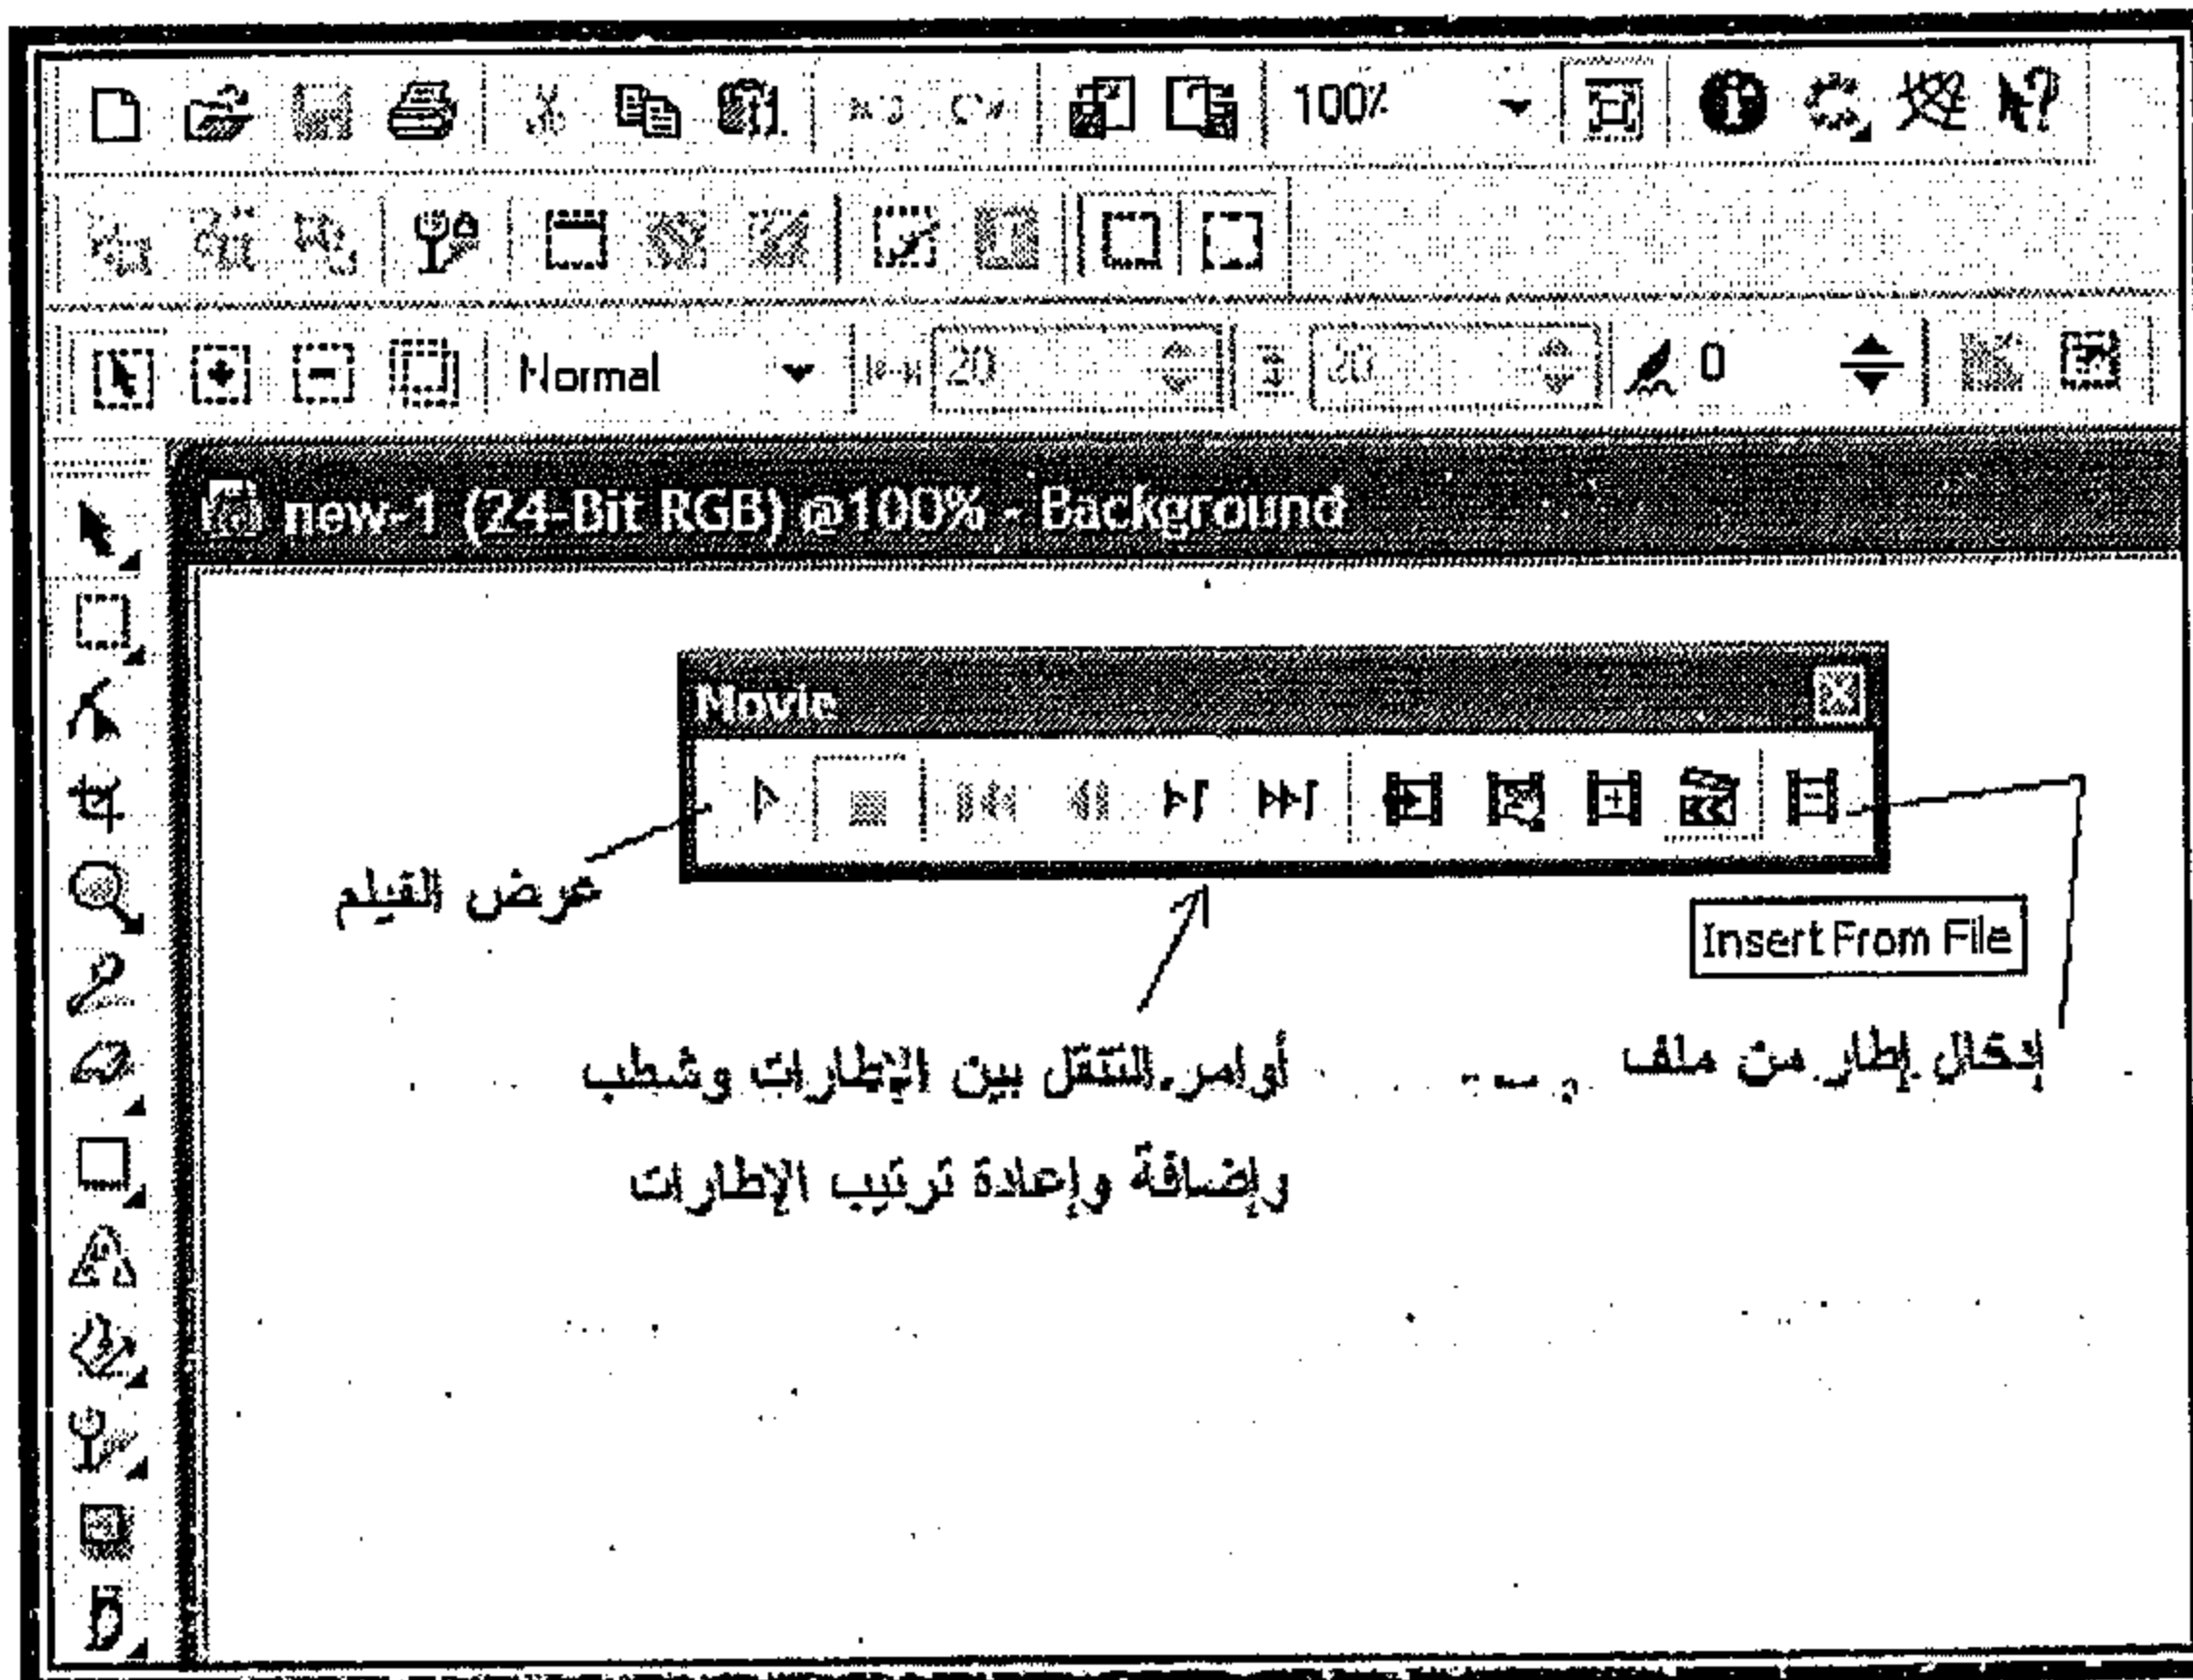 100%
Normal 20 20 0
new-1 (24-Bit RGB) @100% - Background
Movie
عرض الفيلم
Insert From File
إدخال إطار من ملف
أوامر التنقل بين الإطارات وشطب
وإضافة وإعادة ترتيب الإطارات